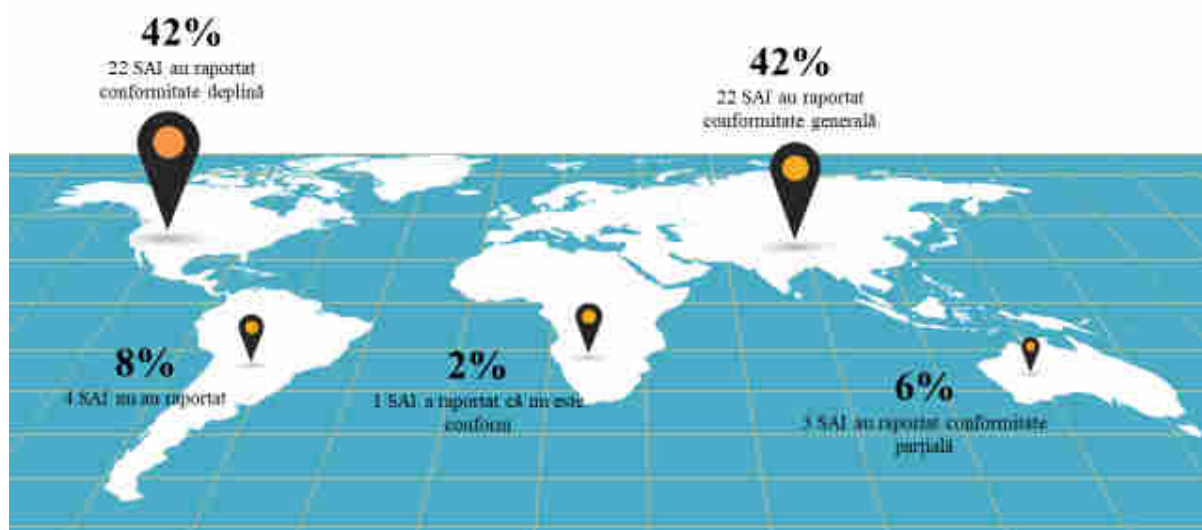 42%
22 SAI au raportat
conformitate deplină
42%
22 SAI au raportat
conformitate generală
8%
4 SAI nu au raportat
2%
1 SAI a raportat că nu este
conform
6%
3 SAI au raportat conformitate
parțială